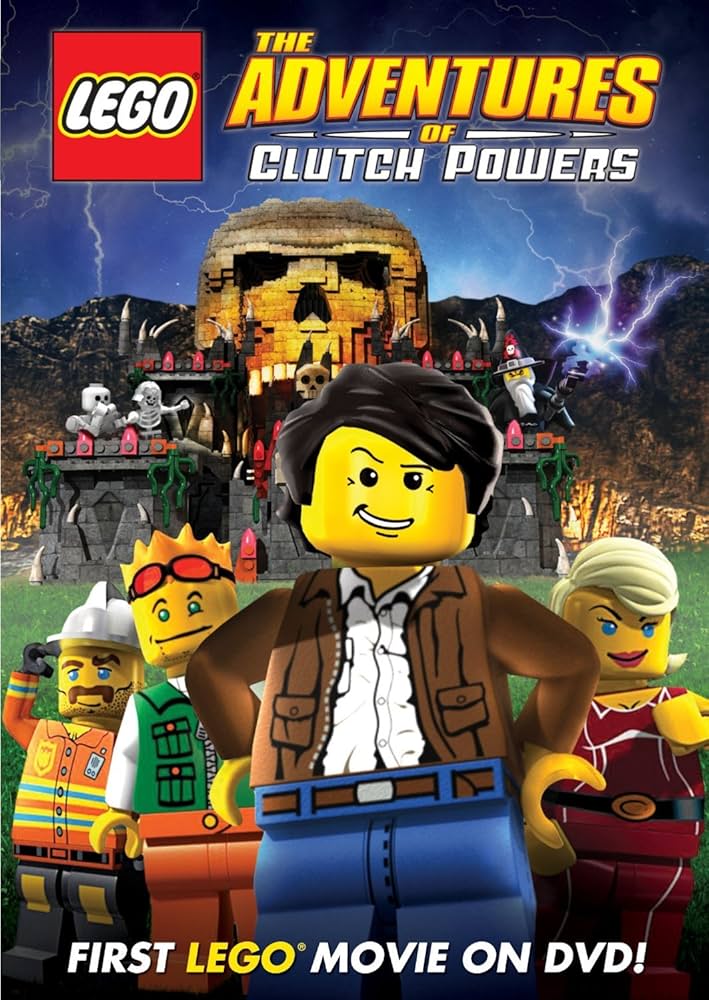 LEGO®
THE
ADVENTURES
OF
CLUTCH POWERS
FIRST LEGO® MOVIE ON DVD!